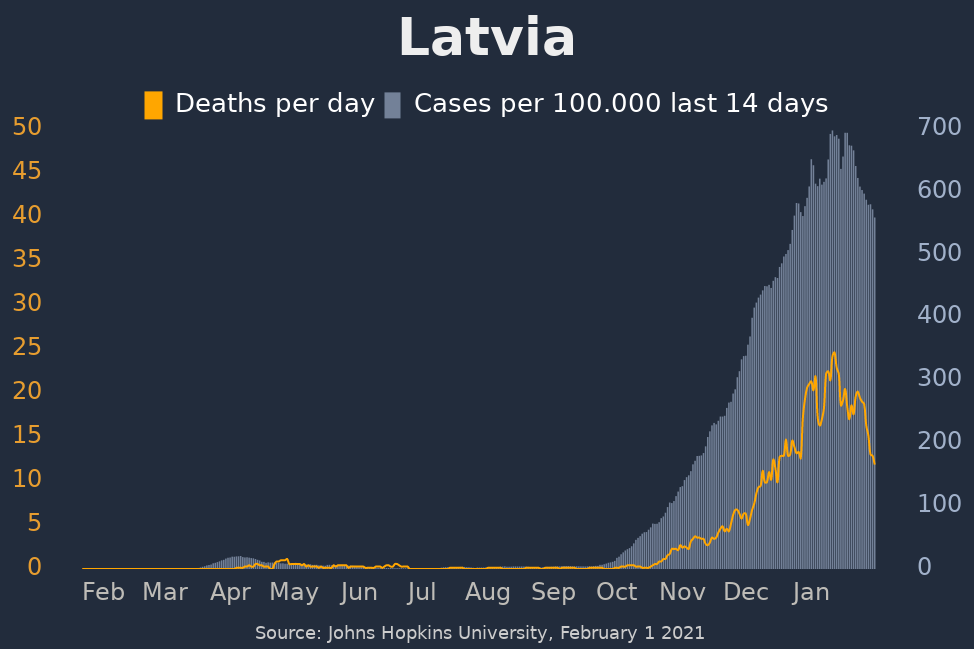 Latvia
Deaths per day Cases per 100.000 last 14 days
50 700
45
40 600
35 500
30 400
25
20 300
15 200
10 100
5
0 0
Feb Mar Apr May Jun Jul Aug Sep Oct Nov Dec Jan
Source: Johns Hopkins University, February 1 2021